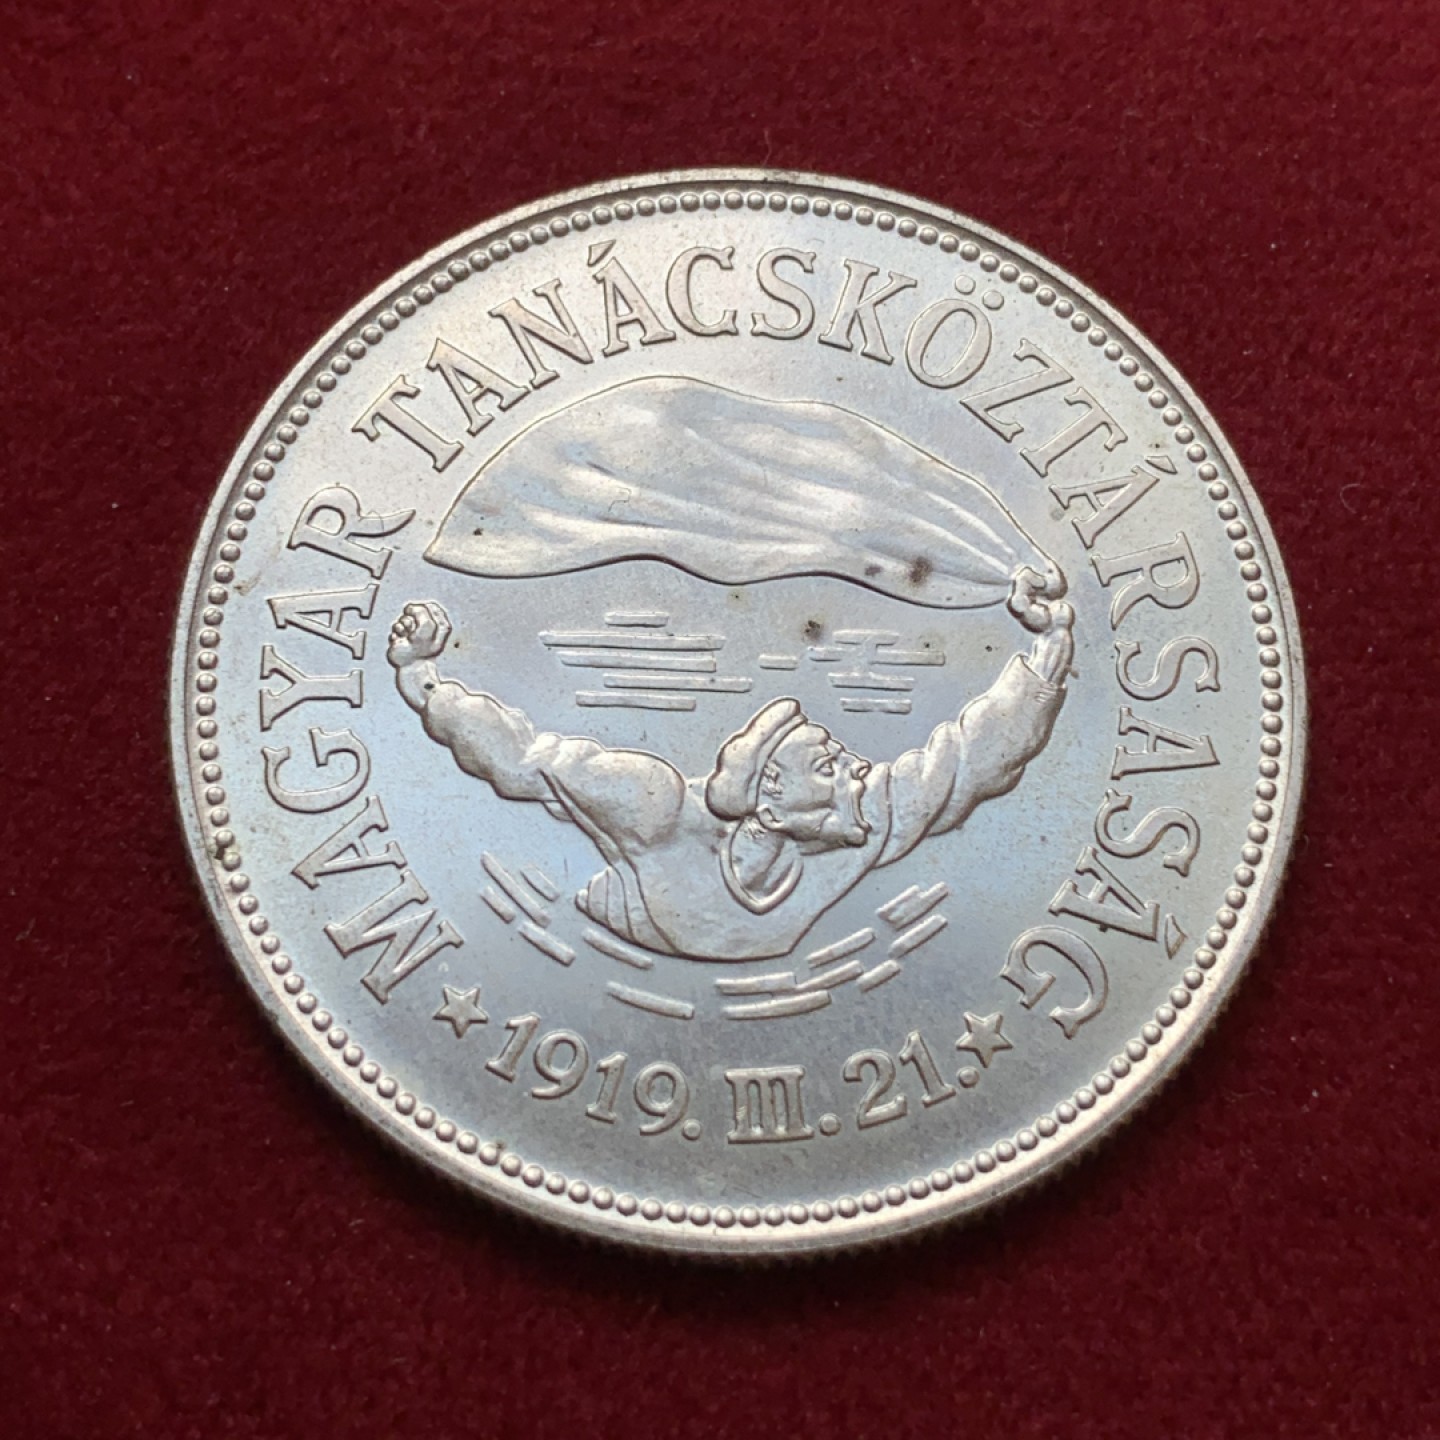 MAGYAR TANÁCSKÖZTÁRSASÁG
★ 1919. III. 21. ★